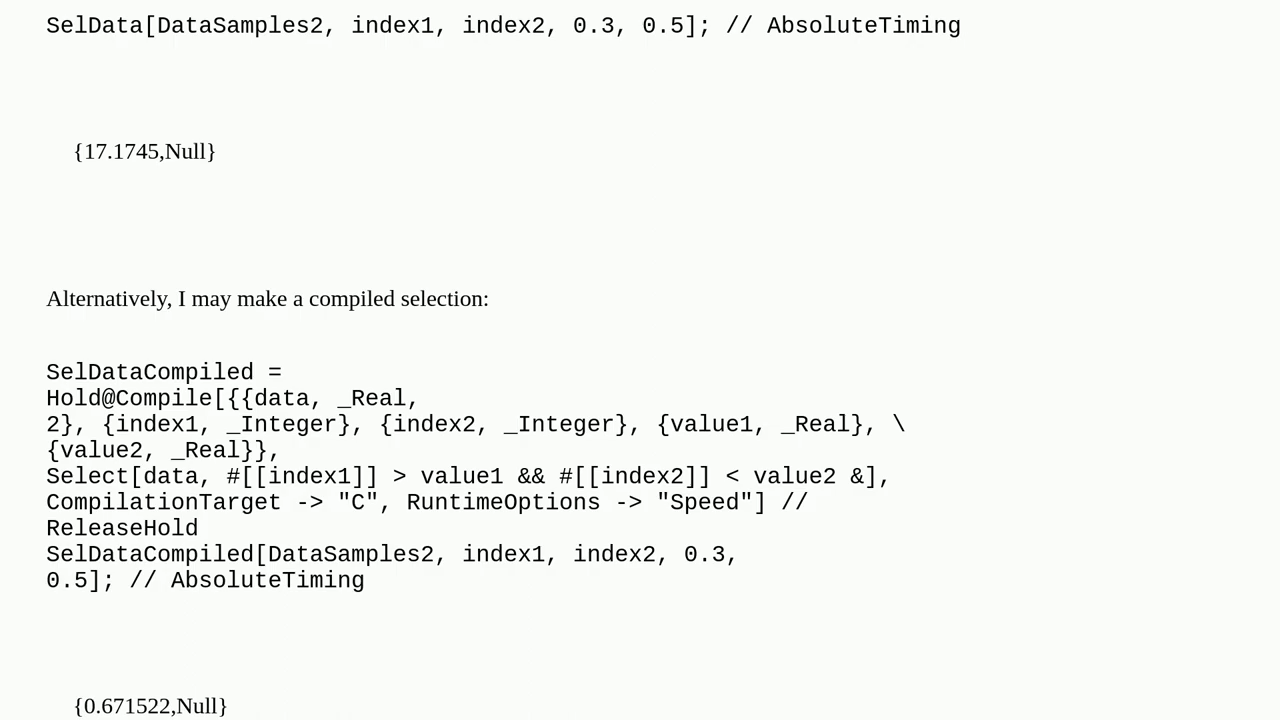 SelData[DataSamples2, index1, index2, 0.3, 0.5]; // AbsoluteTiming
{17.1745,Null}
Alternatively, I may make a compiled selection:
SelDataCompiled =
Hold@Compile[{{data, _Real,
2}, {index1, _Integer}, {index2, _Integer}, {value1, _Real}, \
{value2, _Real}},
Select[data, #[[index1]] > value1 && #[[index2]] < value2 &],
CompilationTarget -> "C", RuntimeOptions -> "Speed"] //
ReleaseHold
SelDataCompiled[DataSamples2, index1, index2, 0.3,
0.5]; // AbsoluteTiming
{0.671522,Null}